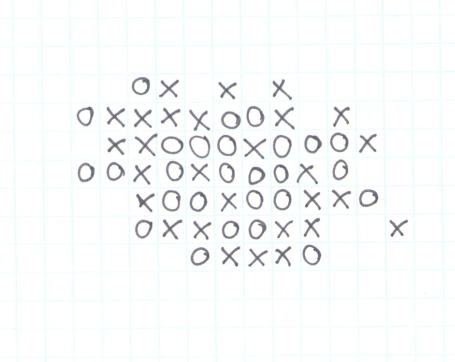 O X X X
O X X X X O O X X
X X O O O X O O O X
O O X O X O O O X O
X O O X O O X X O
O X X O O X X X
O X X X O